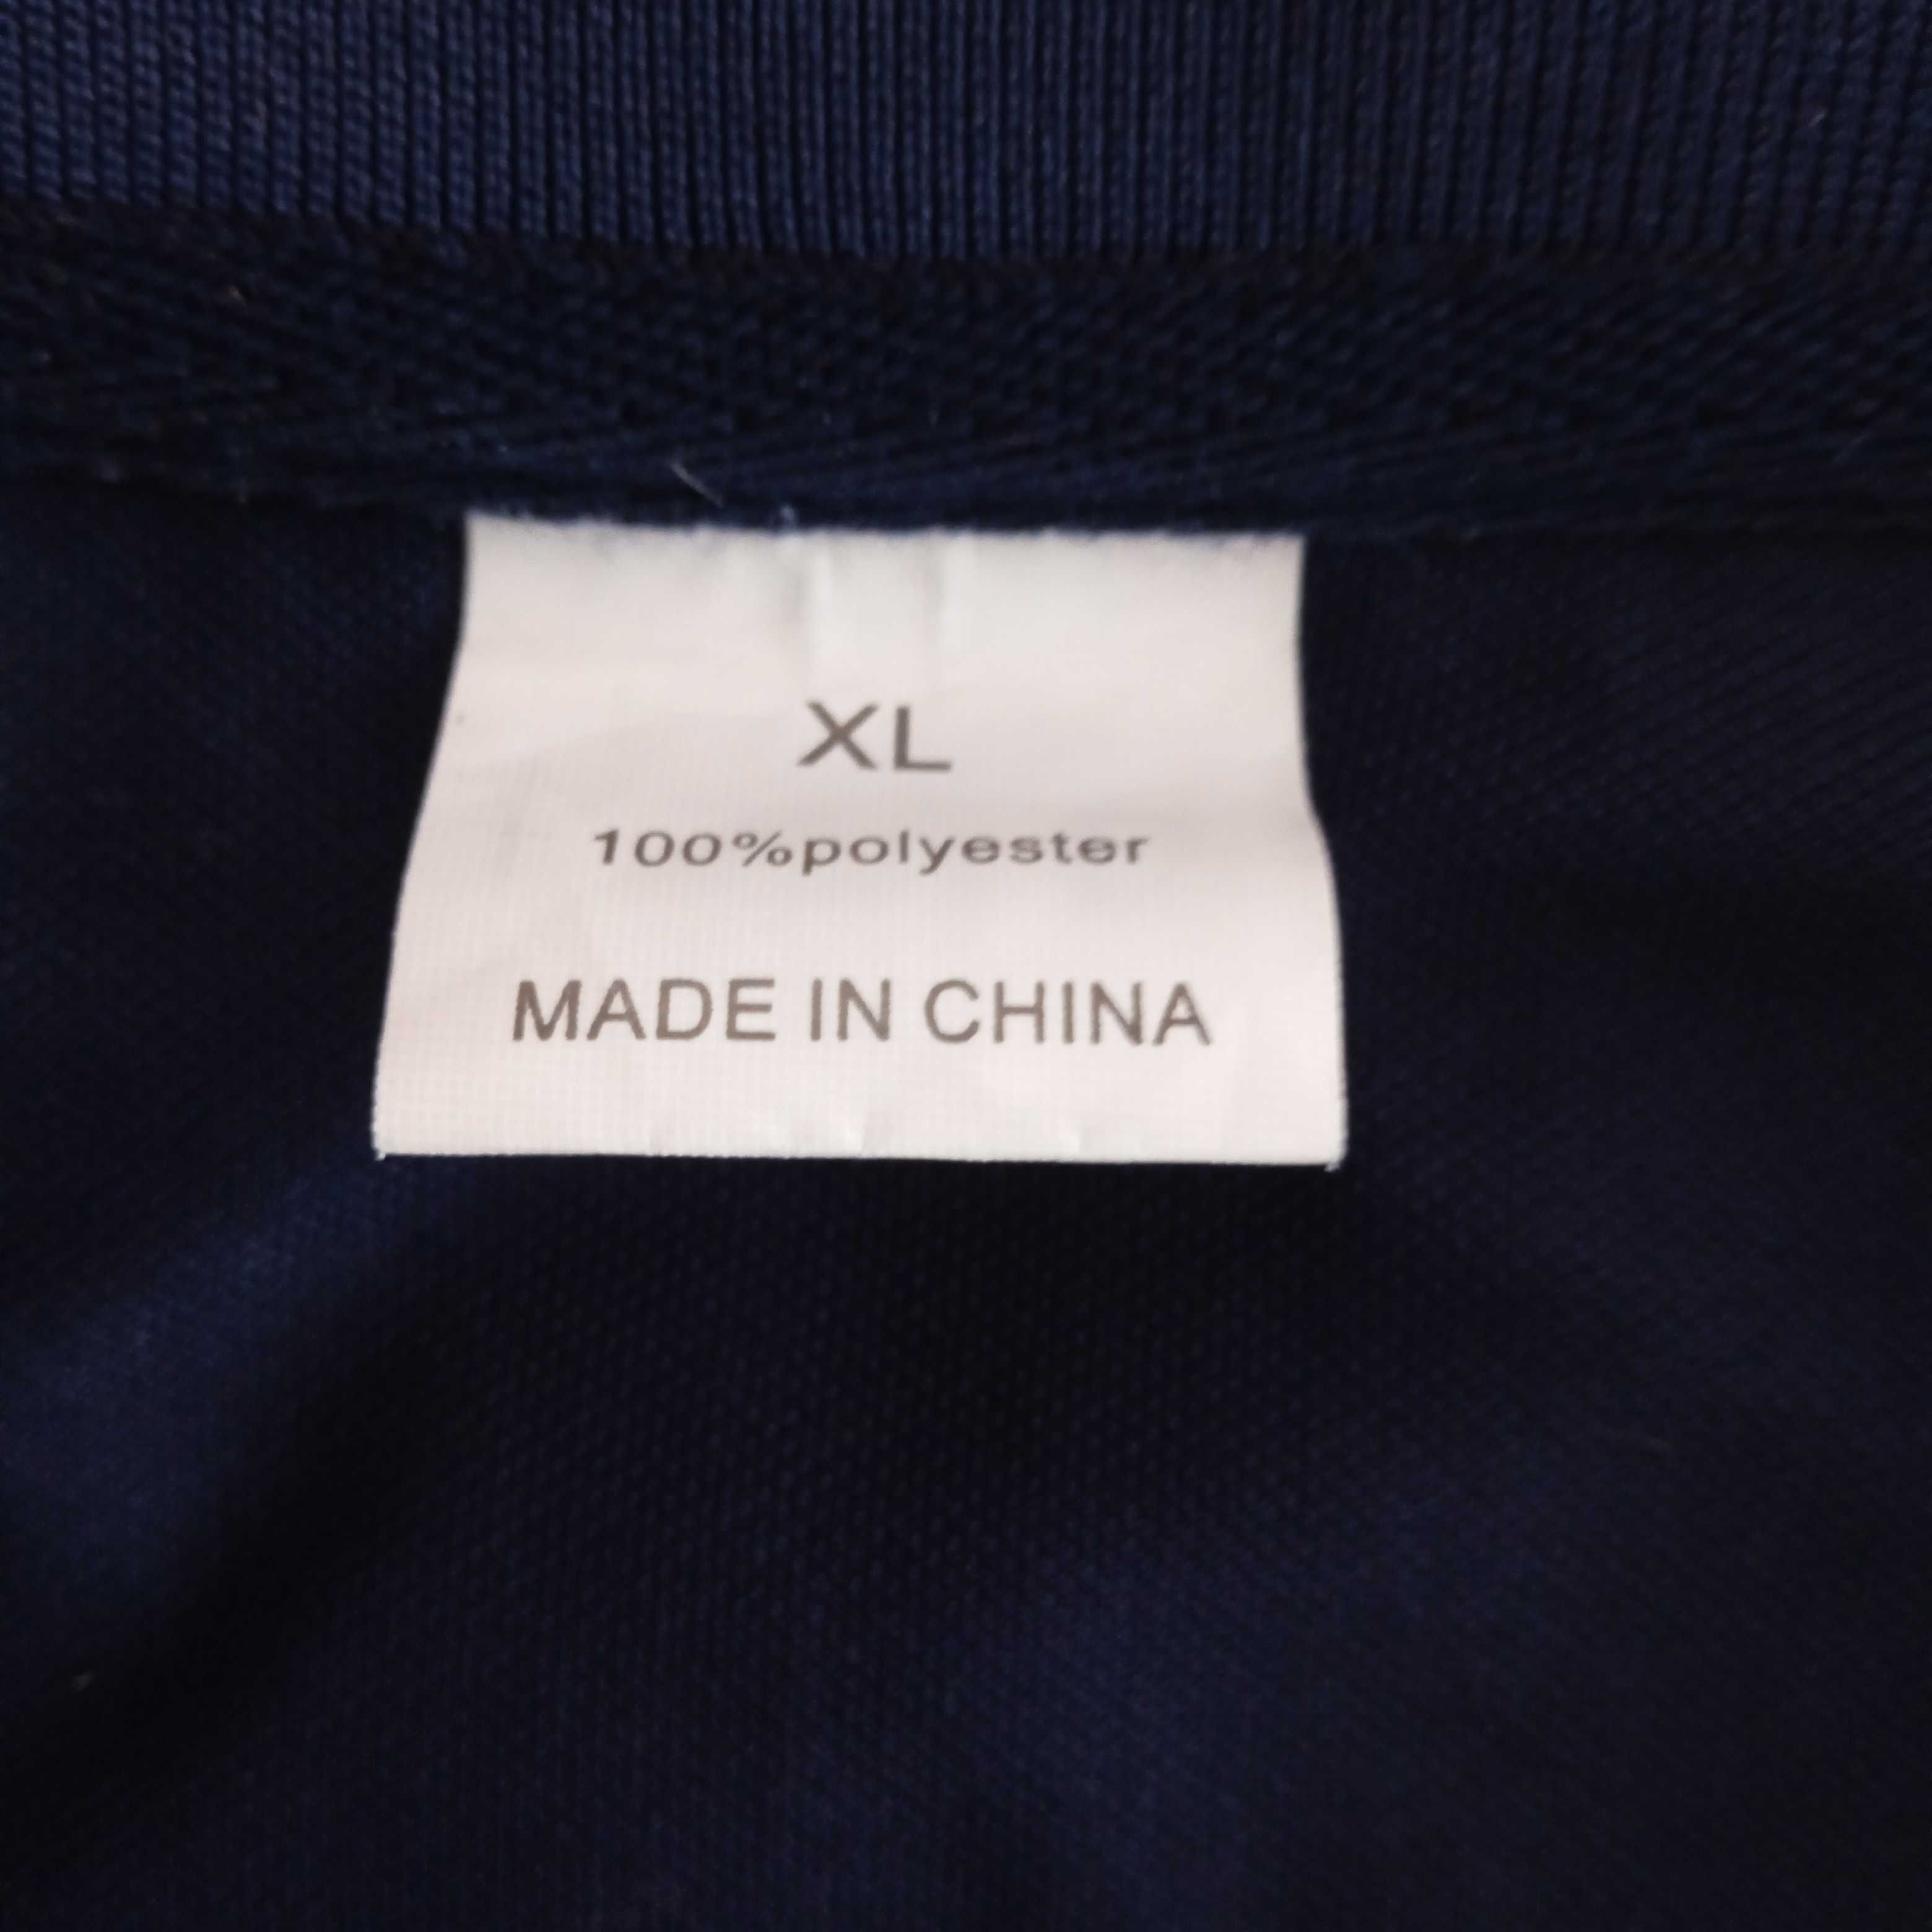 XL
100%polyester
MADE IN CHINA